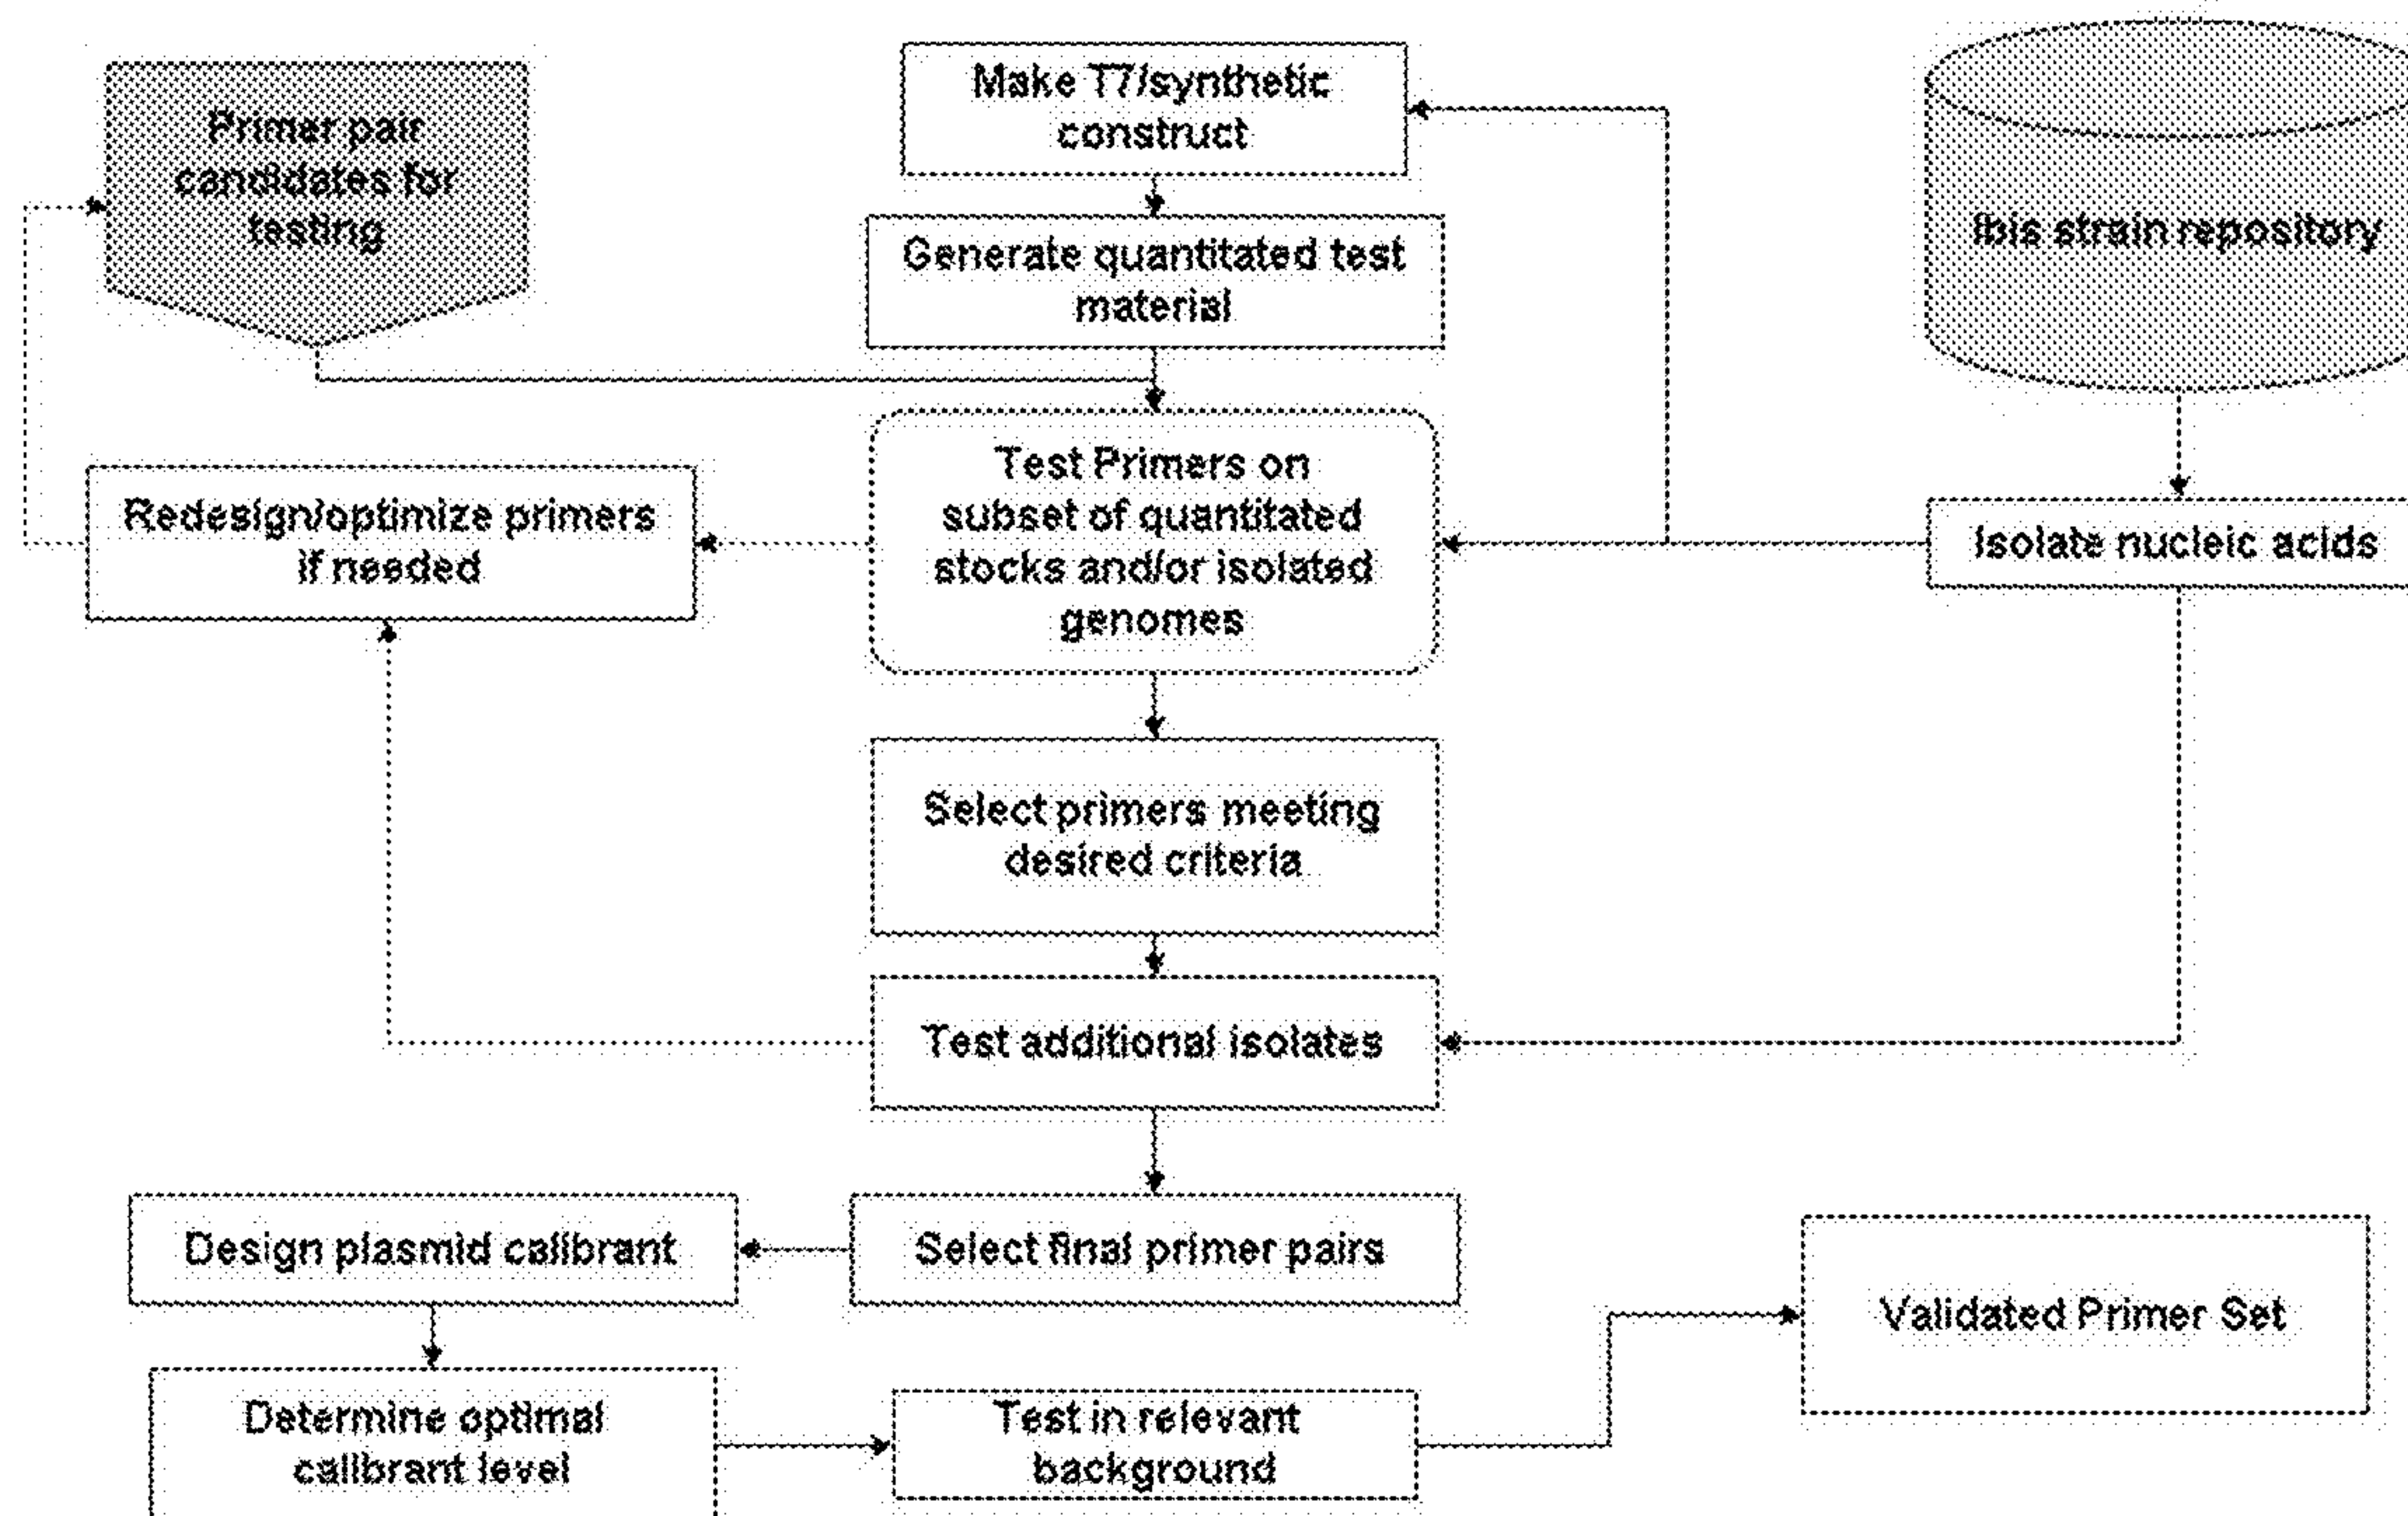 Primer pair
candidates for
testing
Make T7/synthetic
construct
Ibis strain repository
Generate quantitated test
material
Redesign/optimize primers
if needed
Test Primers on
subset of quantitated
stocks and/or isolated
genomes
Isolate nucleic acids
Select primers meeting
desired criteria
Test additional isolates
Design plasmid calibrant
Select final primer pairs
Validated Primer Set
Determine optimal
calibrant level
Test in relevant
background